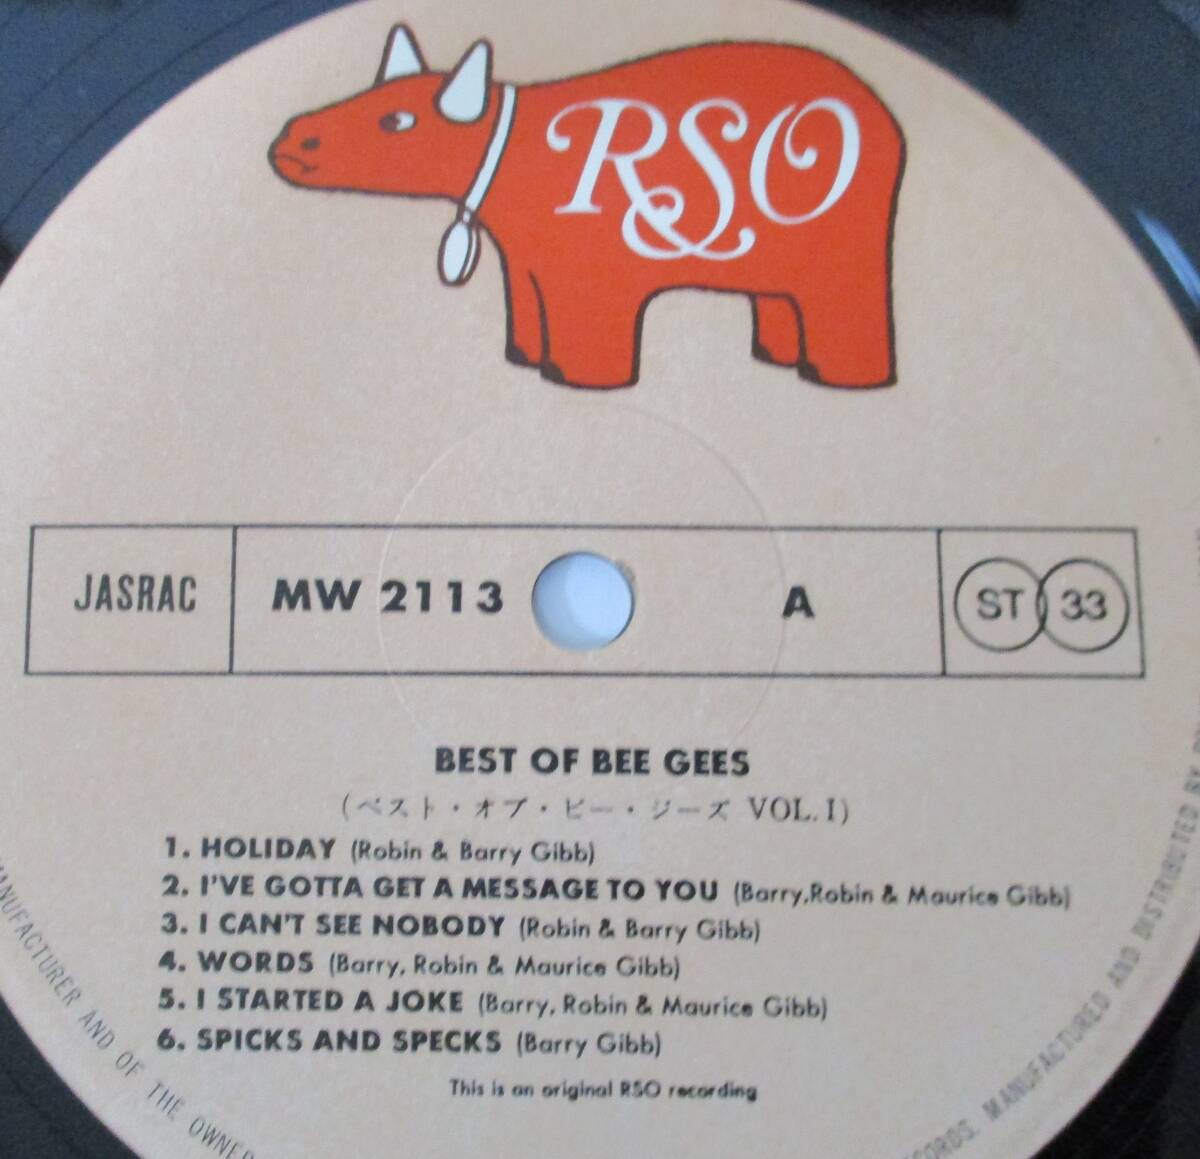 RSO
JASRAC
MW 2113
A
ST 33
BEST OF BEE GEES
(ベスト・オブ・ビー・ジーズ VOL. I)
1. HOLIDAY (Robin & Barry Gibb)
2. I'VE GOTTA GET A MESSAGE TO YOU (Barry,Robin & Maurice Gibb)
3. I CAN'T SEE NOBODY (Robin & Barry Gibb)
4. WORDS (Barry, Robin & Maurice Gibb)
5. I STARTED A JOKE (Barry, Robin & Maurice Gibb)
6. SPICKS AND SPECKS (Barry Gibb)
This is an original RSO recording
MANUFACTURER AND OF THE OWNER
RECORDS. MANUFACTURED AND DISTRIBUTED BY